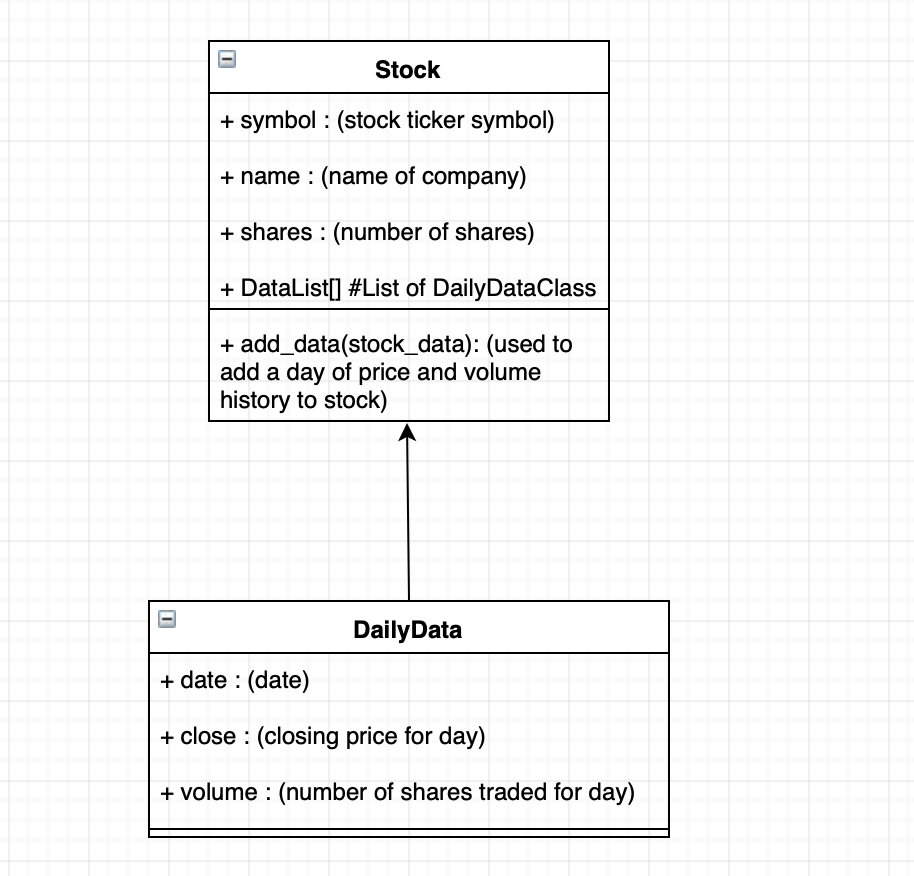 Stock
+ symbol : (stock ticker symbol)
+ name : (name of company)
+ shares : (number of shares)
+ DataList[] #List of DailyDataClass
+ add_data(stock_data): (used to
add a day of price and volume
history to stock)
DailyData
+ date : (date)
+ close : (closing price for day)
+ volume : (number of shares traded for day)